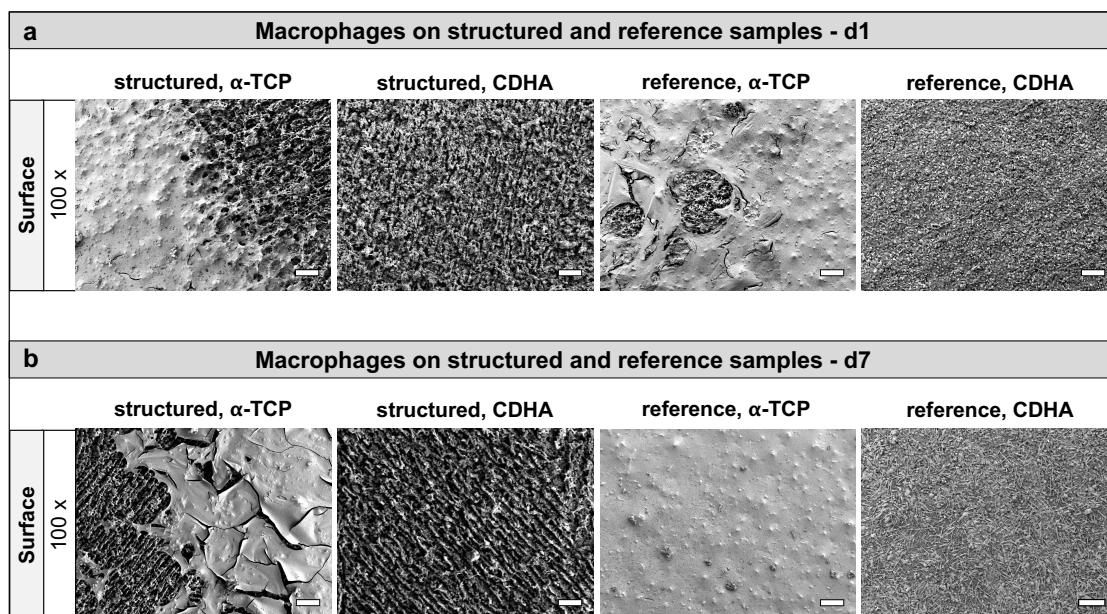 a
Macrophages on structured and reference samples - d1
structured, α-TCP
structured, CDHA
reference, α-TCP
reference, CDHA
Surface
100 x
b
Macrophages on structured and reference samples - d7
structured, α-TCP
structured, CDHA
reference, α-TCP
reference, CDHA
Surface
100 x